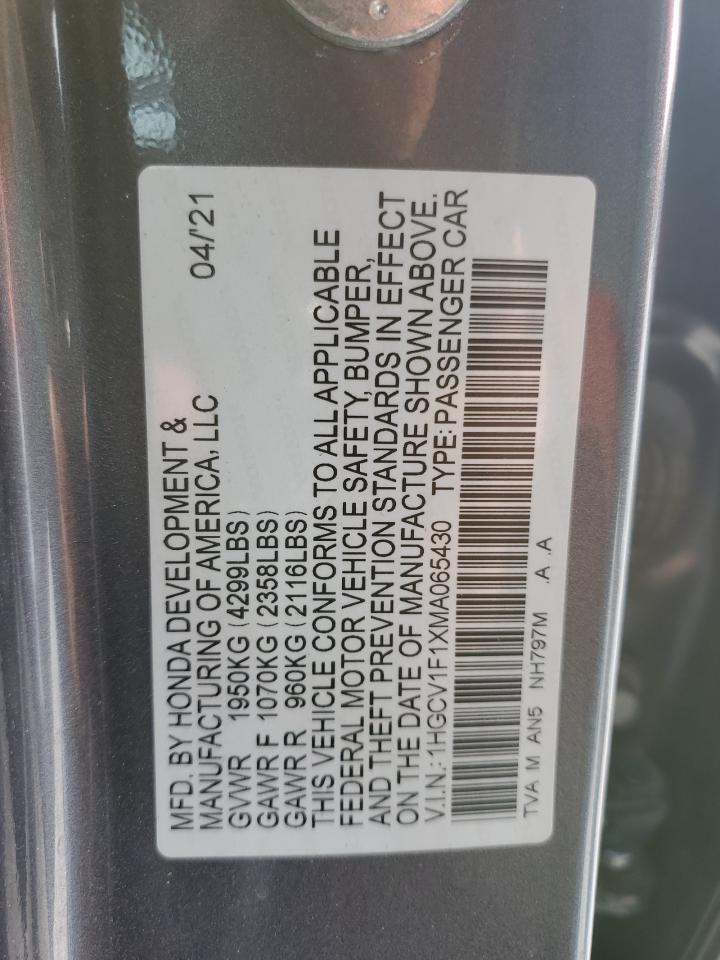 MFD. BY HONDA DEVELOPMENT &
MANUFACTURING OF AMERICA, LLC 04/'21
GVWR 1950KG (4299LBS)
GAWR F 1070KG (2358LBS)
GAWR R 960KG (2116LBS)
THIS VEHICLE CONFORMS TO ALL APPLICABLE
FEDERAL MOTOR VEHICLE SAFETY, BUMPER,
AND THEFT PREVENTION STANDARDS IN EFFECT
ON THE DATE OF MANUFACTURE SHOWN ABOVE.
V.I.N.: 1HGCV1F1XMA065430 TYPE: PASSENGER CAR
TVA M AN5 NH797M .A .A